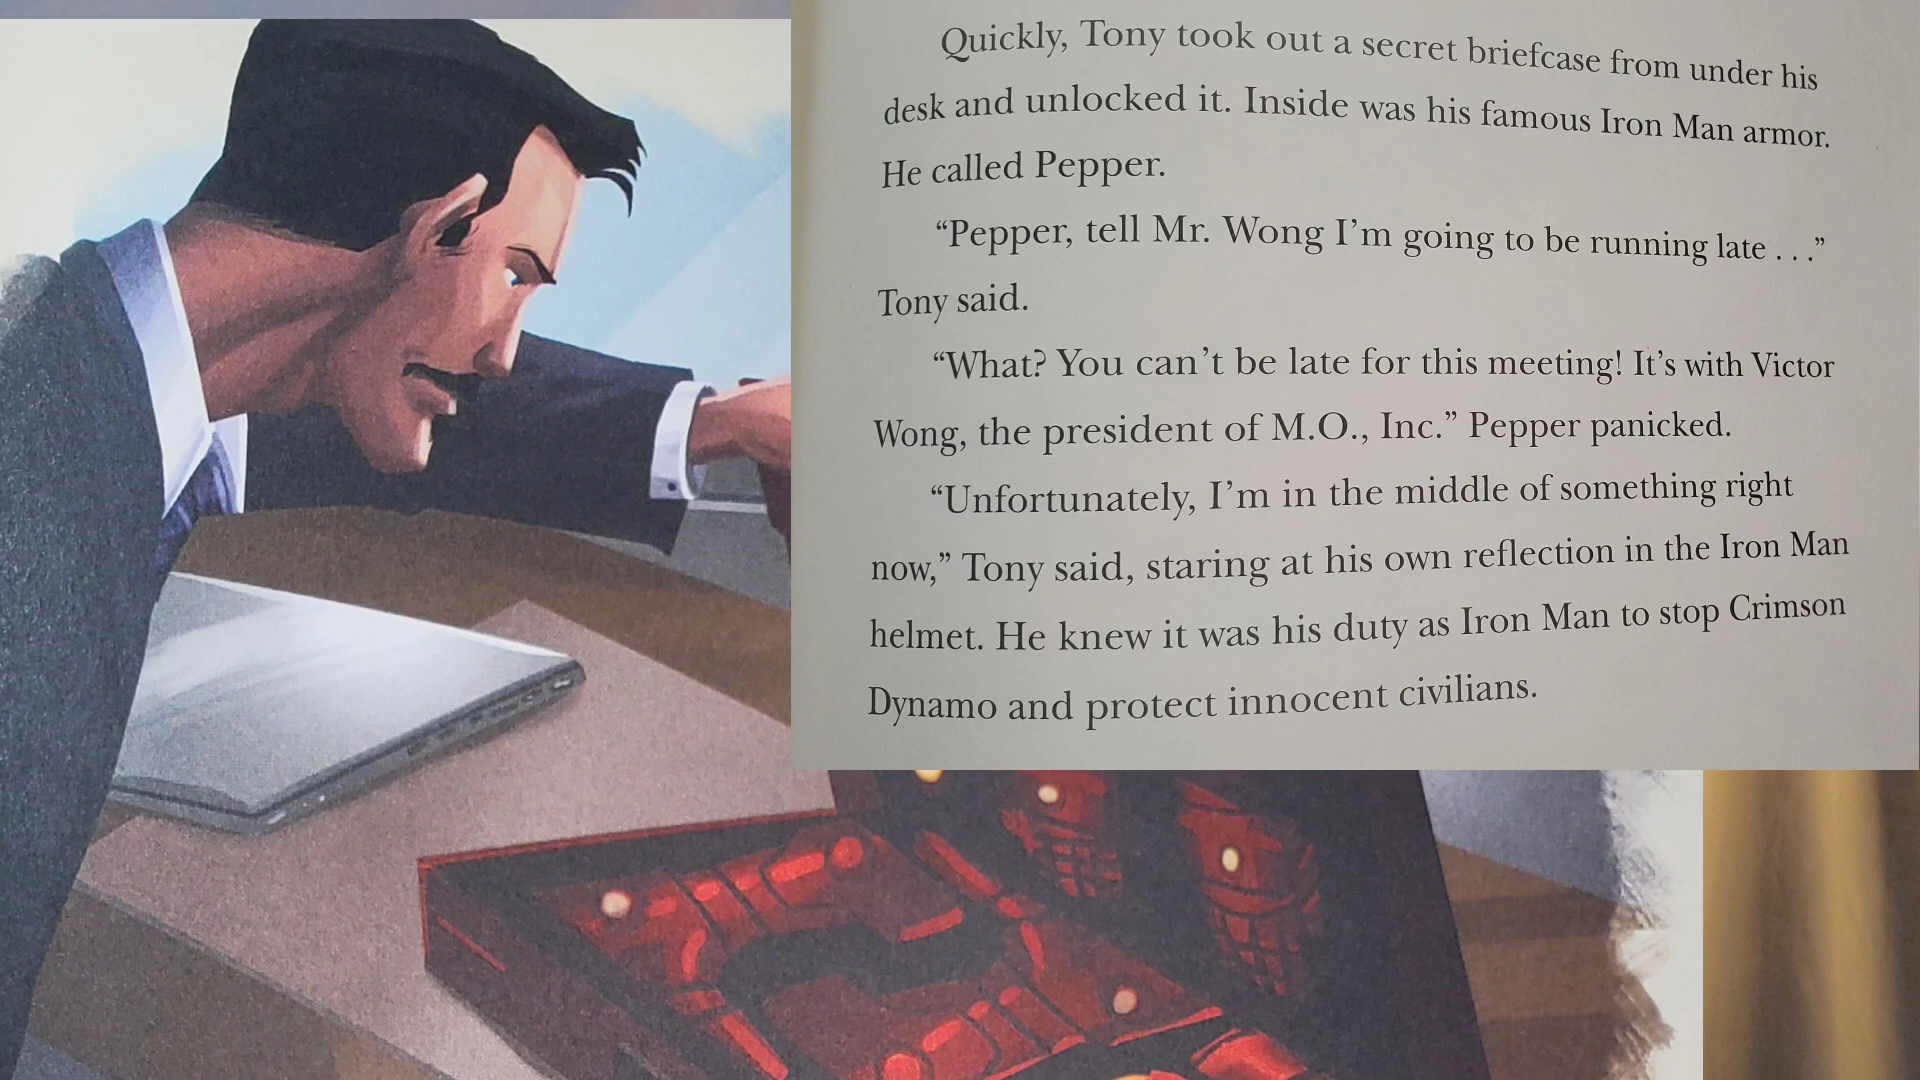 Quickly, Tony took out a secret briefcase from under his
desk and unlocked it. Inside was his famous Iron Man armor.
He called Pepper.
“Pepper, tell Mr. Wong I’m going to be running late . . .”
Tony said.
“What? You can’t be late for this meeting! It’s with Victor
Wong, the president of M.O., Inc.” Pepper panicked.
“Unfortunately, I’m in the middle of something right
now,” Tony said, staring at his own reflection in the Iron Man
helmet. He knew it was his duty as Iron Man to stop Crimson
Dynamo and protect innocent civilians.